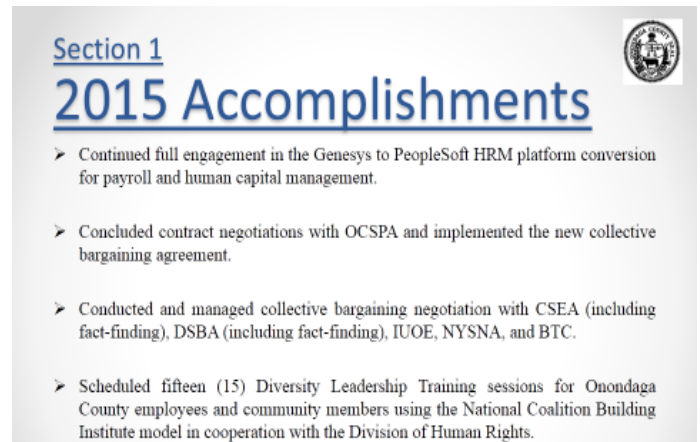 Section 1
2015 Accomplishments
➢ Continued full engagement in the Genesys to PeopleSoft HRM platform conversion
for payroll and human capital management.
➢ Concluded contract negotiations with OCSPA and implemented the new collective
bargaining agreement.
➢ Conducted and managed collective bargaining negotiation with CSEA (including
fact-finding), DSBA (including fact-finding), IUOE, NYSNA, and BTC.
➢ Scheduled fifteen (15) Diversity Leadership Training sessions for Onondaga
County employees and community members using the National Coalition Building
Institute model in cooperation with the Division of Human Rights.